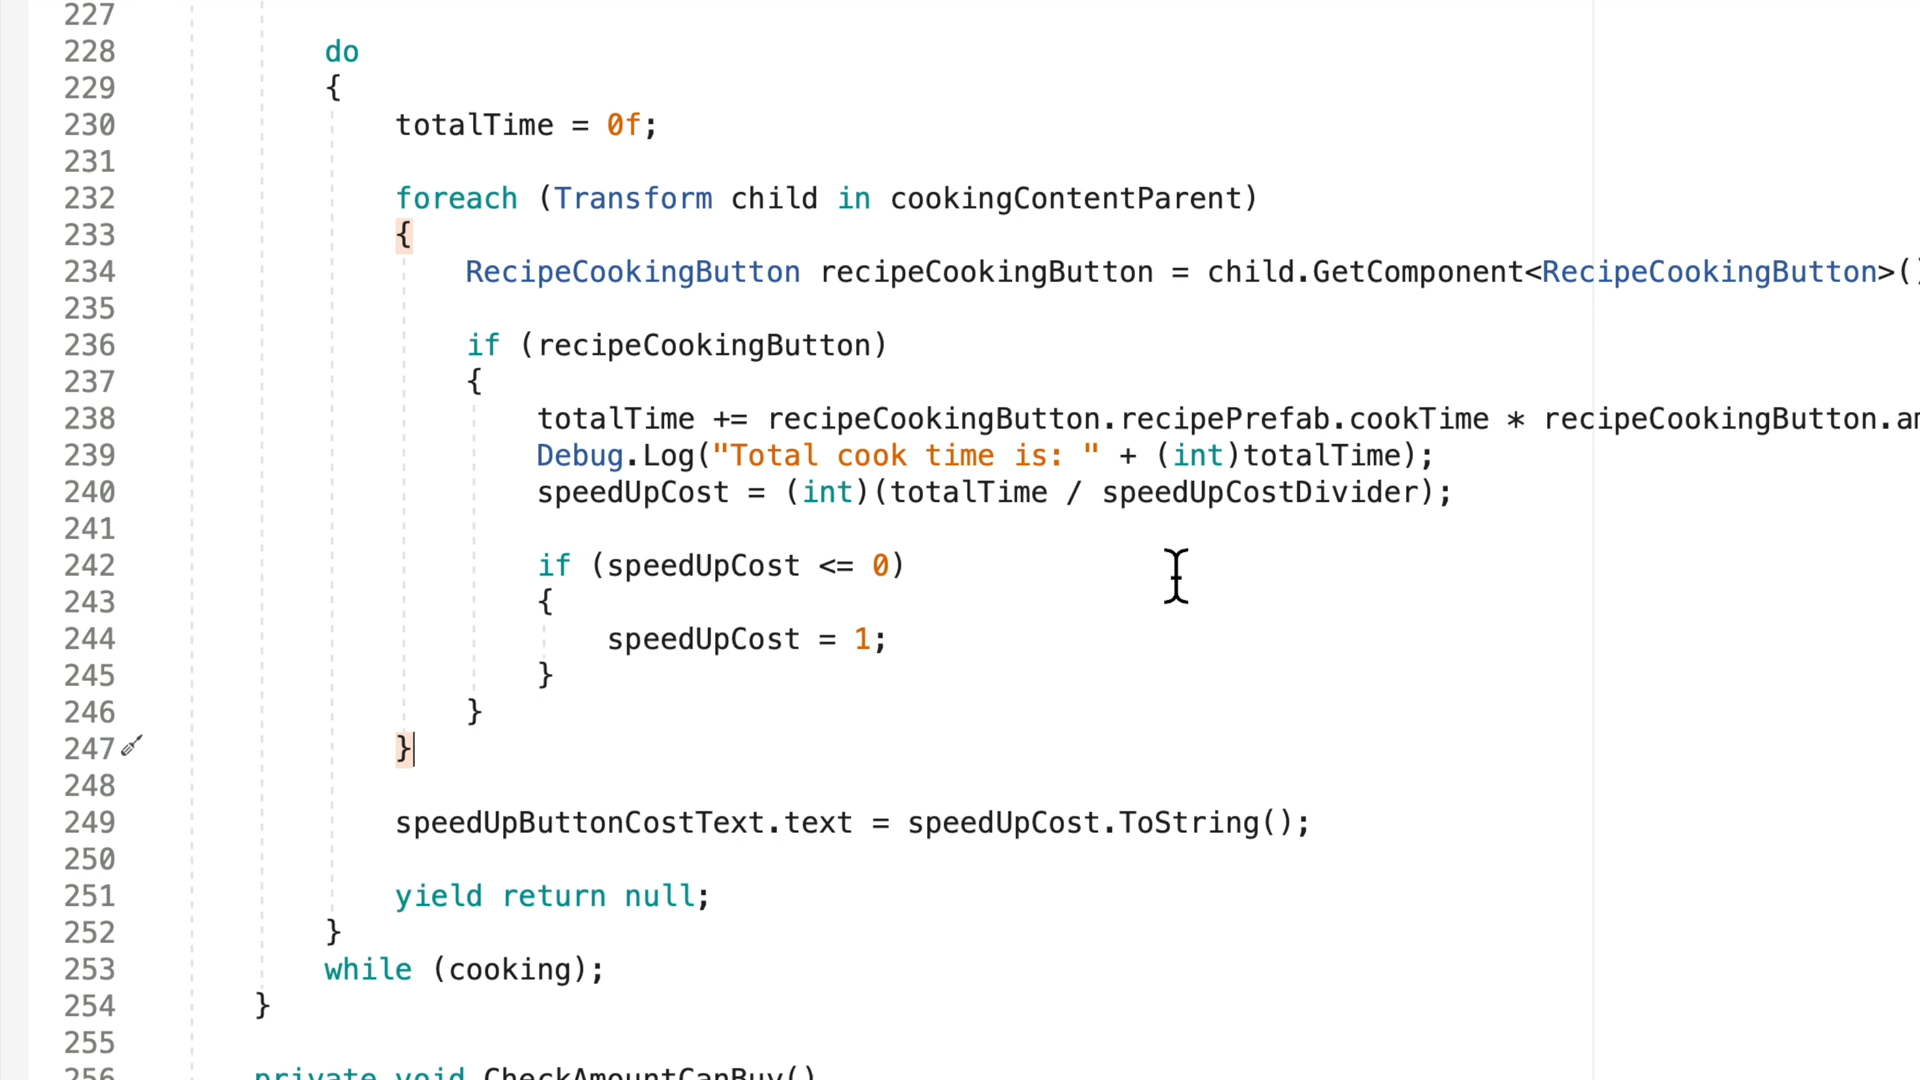 227
228 do
229 {
230 totalTime = 0f;
231
232 foreach (Transform child in cookingContentParent)
233 {
234 RecipeCookingButton recipeCookingButton = child.GetComponent<RecipeCookingButton>()
235
236 if (recipeCookingButton)
237 {
238 totalTime += recipeCookingButton.recipePrefab.cookTime * recipeCookingButton.
239 Debug.Log("Total cook time is: " + (int)totalTime);
240 speedUpCost = (int)(totalTime / speedUpCostDivider);
241
242 if (speedUpCost <= 0)
243 {
244 speedUpCost = 1;
245 }
246 }
247 }
248
249 speedUpButtonCostText.text = speedUpCost.ToString();
250
251 yield return null;
252 }
253 while (cooking);
254 }
255
256 private void CheckAmountCanBuy()